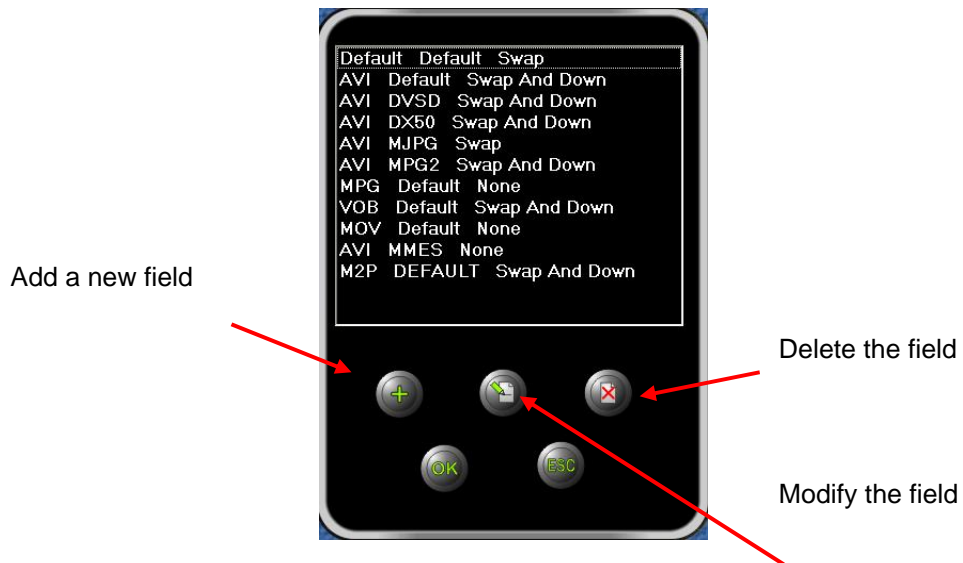 Default Default Swap
AVI Default Swap And Down
AVI DVSD Swap And Down
AVI DX50 Swap And Down
AVI MJPG Swap
AVI MPG2 Swap And Down
MPG Default None
VOB Default Swap And Down
MOV Default None
AVI MMES None
M2P DEFAULT Swap And Down
Add a new field
Delete the field
OK
ESC
Modify the field